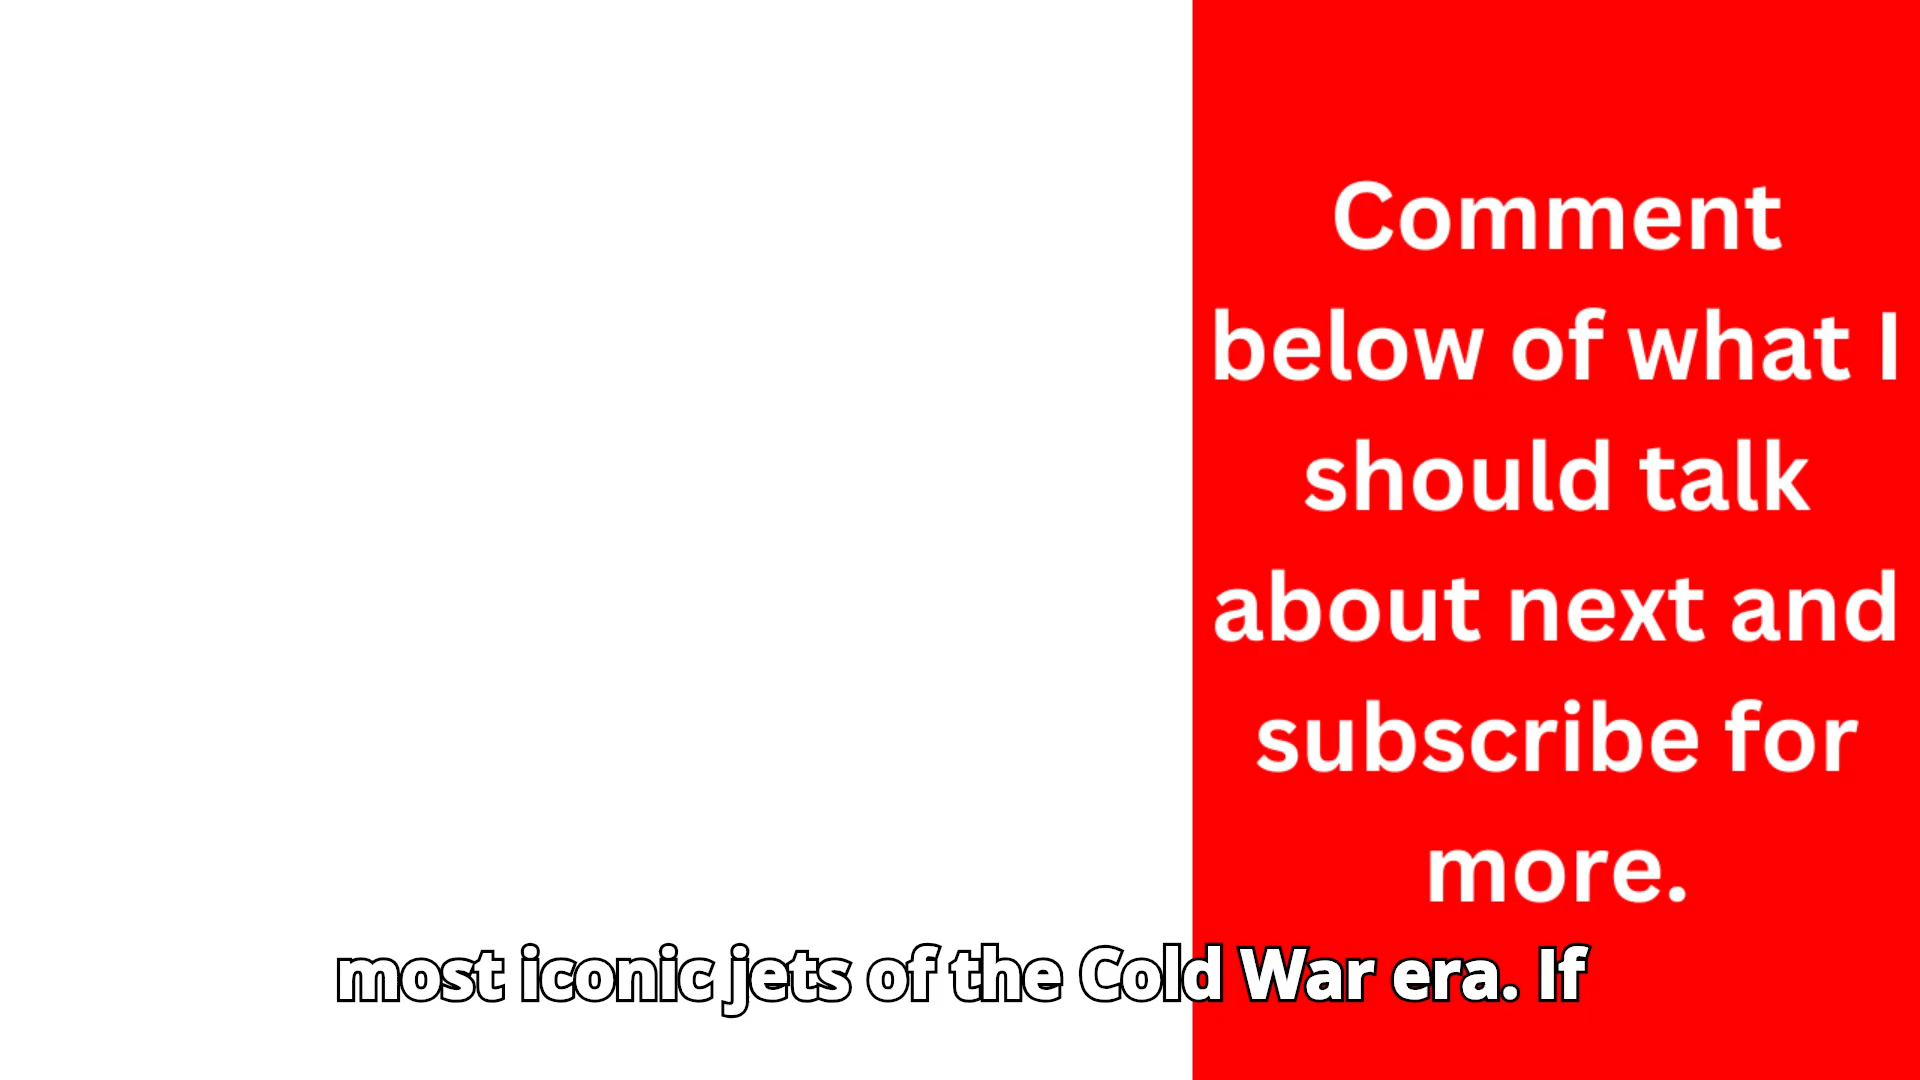 Comment
below of what I
should talk
about next and
subscribe for
more.
most iconic jets of the Cold War era. If